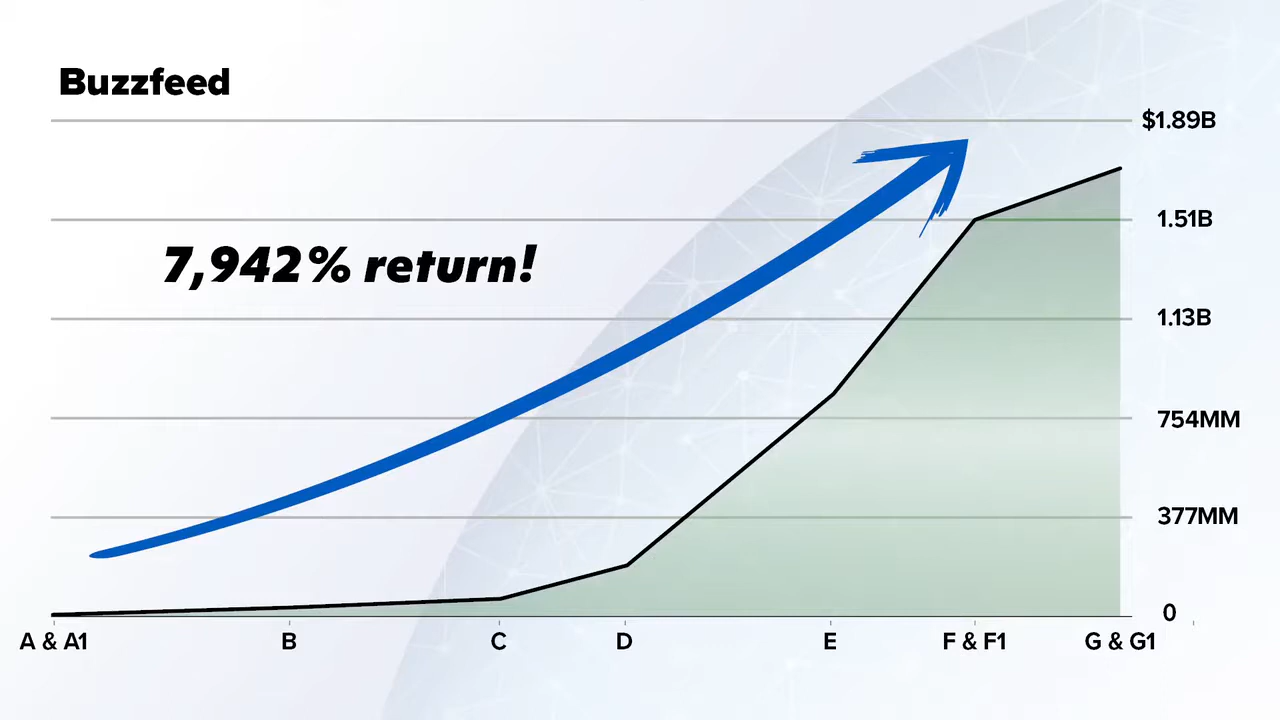 Buzzfeed
$1.89B
1.51B
7,942% return!
1.13B
754MM
377MM
0
A & A1 B C D E F & F1 G & G1